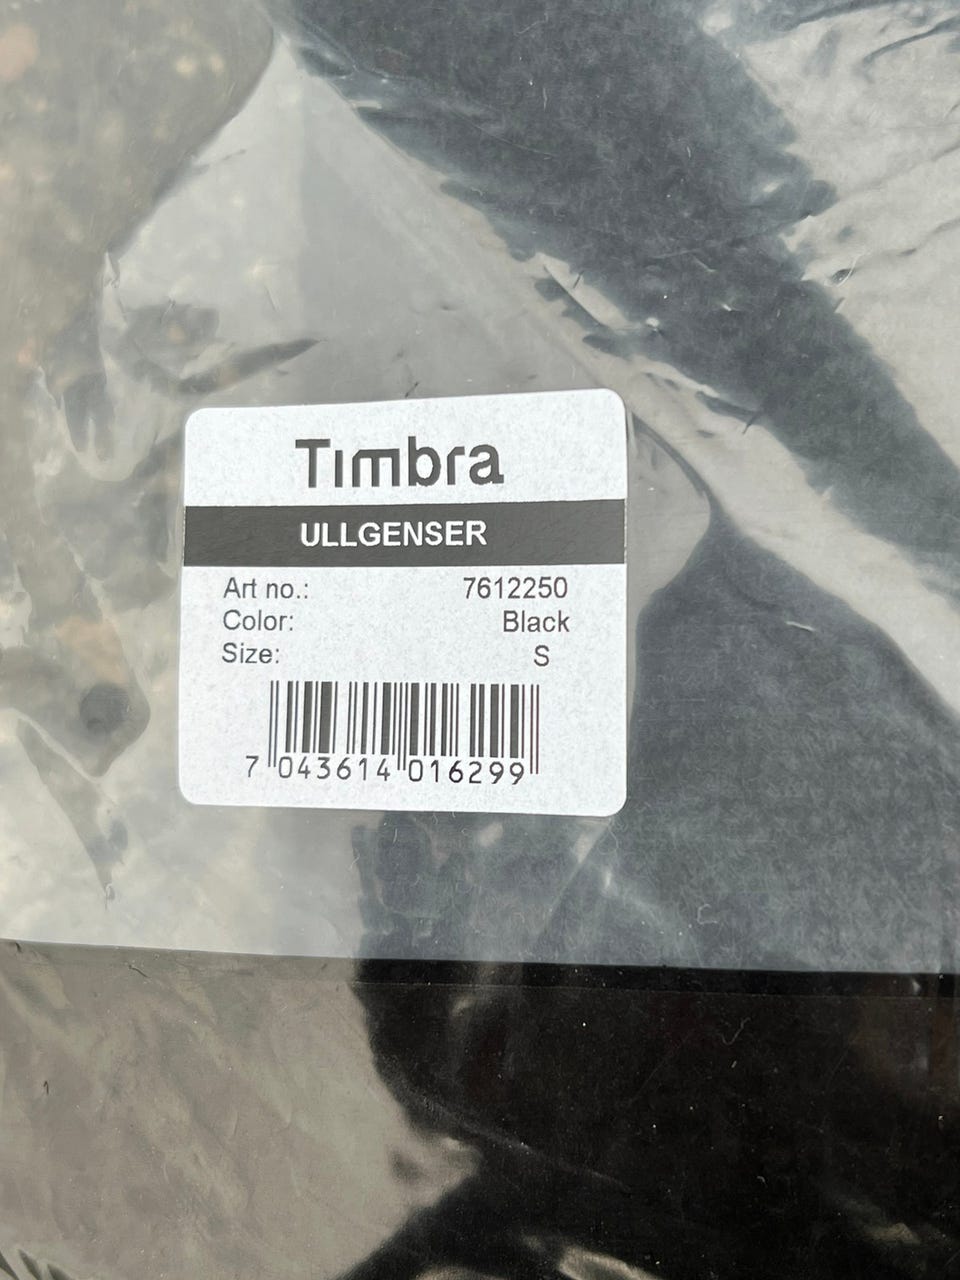 Timbra
ULLGENSER
Art no.: 7612250
Color: Black
Size: S
7 043614 016299